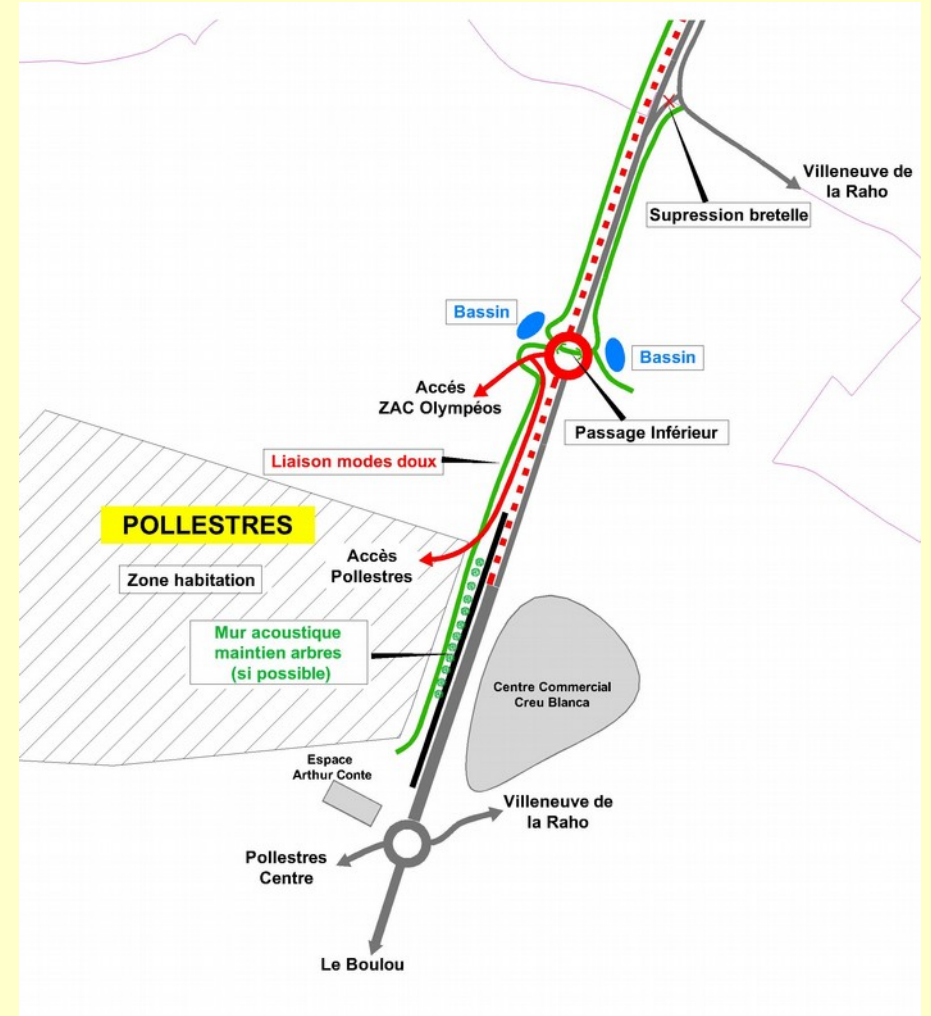 Villeneuve de
la Raho
Supression bretelle
Bassin
Bassin
Accés
ZAC Olympéos
Passage Inférieur
Liaison modes doux
POLLESTRES
Accès
Pollestres
Zone habitation
Mur acoustique
maintien arbres
(si possible)
Centre Commercial
Creu Blanca
Espace
Arthur Conte
Villeneuve de
la Raho
Pollestres
Centre
Le Boulou